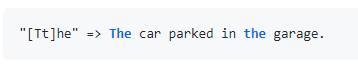 "[Tt]he" => The car parked in the garage.